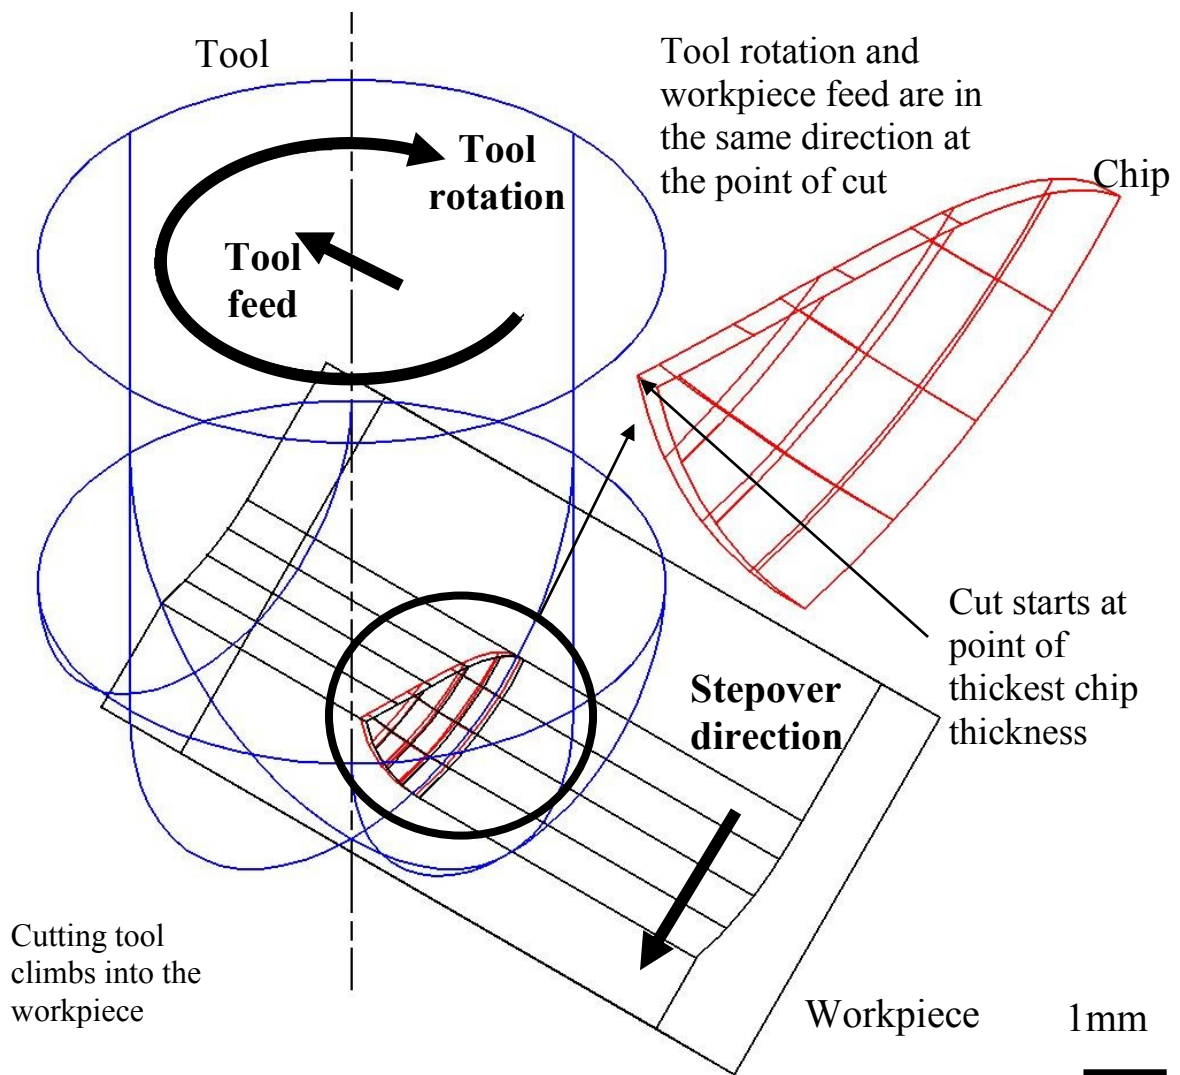 Tool
Tool rotation and
workpiece feed are in
the same direction at
the point of cut
Chip
Tool
rotation
Tool
feed
Cut starts at
point of
thickest chip
thickness
Stepover
direction
Cutting tool
climbs into the
workpiece
Workpiece
1mm